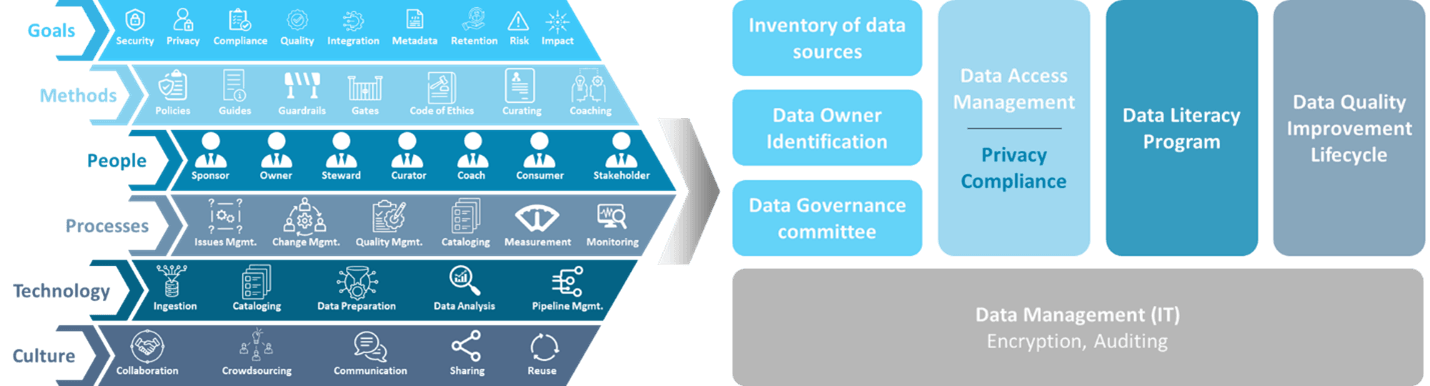 Goals
Security Privacy Compliance Quality Integration Metadata Retention Risk Impact
Methods
Policies Guides Guardrails Gates Code of Ethics Curating Coaching
People
Sponsor Owner Steward Curator Coach Consumer Stakeholder
Processes
Issues Mgmt. Change Mgmt. Quality Mgmt. Cataloging Measurement Monitoring
Technology
Ingestion Cataloging Data Preparation Data Analysis Pipeline Mgmt.
Culture
Collaboration Crowdsourcing Communication Sharing Reuse
Inventory of data
sources
Data Owner
Identification
Data Governance
committee
Data Access
Management
Privacy
Compliance
Data Literacy
Program
Data Quality
Improvement
Lifecycle
Data Management (IT)
Encryption, Auditing